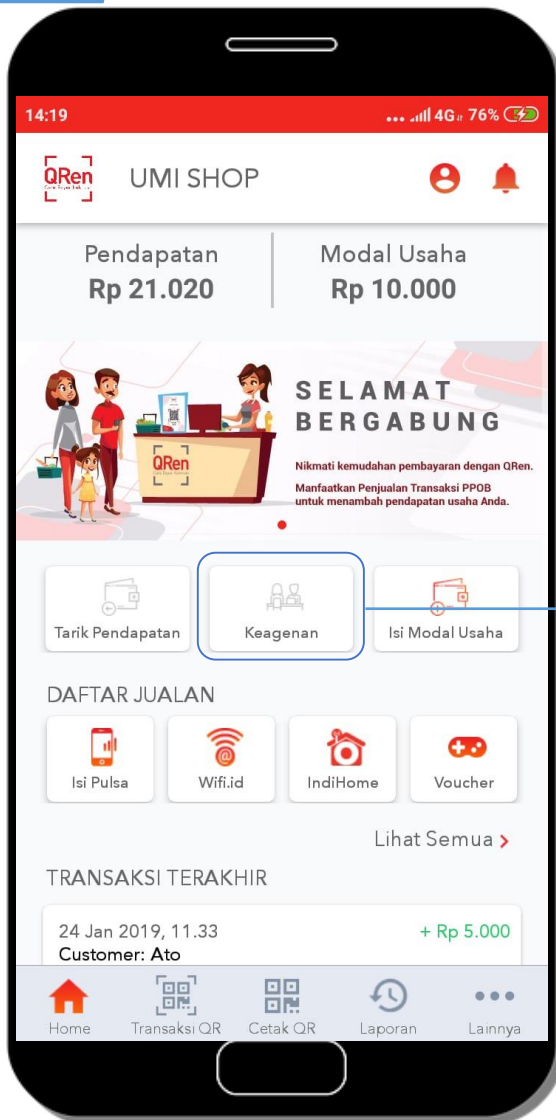 14:19
4G 76%
QRen
UMI SHOP
Pendapatan
Rp 21.020
Modal Usaha
Rp 10.000
QRen
SELAMAT
BERGABUNG
Nikmati kemudahan pembayaran dengan QRen.
Manfaatkan Penjualan Transaksi PPOB
untuk menambah pendapatan usaha Anda.
Tarik Pendapatan
Keagenan
Isi Modal Usaha
DAFTAR JUALAN
Isi Pulsa
Wifi.id
IndiHome
Voucher
Lihat Semua >
TRANSAKSI TERAKHIR
24 Jan 2019, 11.33
+ Rp 5.000
Customer: Ato
Home
Transaksi QR
Cetak QR
Laporan
Lainnya